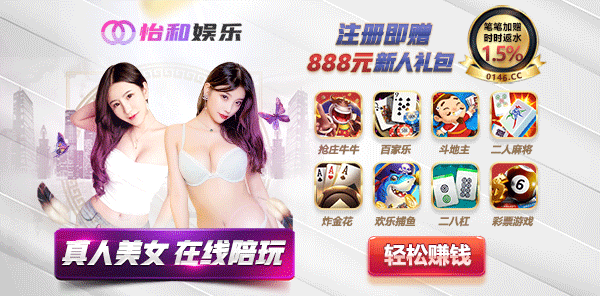 怡和娱乐
注册即赠
888元新人礼包
笔笔加赠
时时返水
1.5%
0146.CC
抢庄牛牛
百家乐
斗地主
二人麻将
炸金花
欢乐捕鱼
二八杠
彩票游戏
真人美女 在线陪玩
轻松赚钱